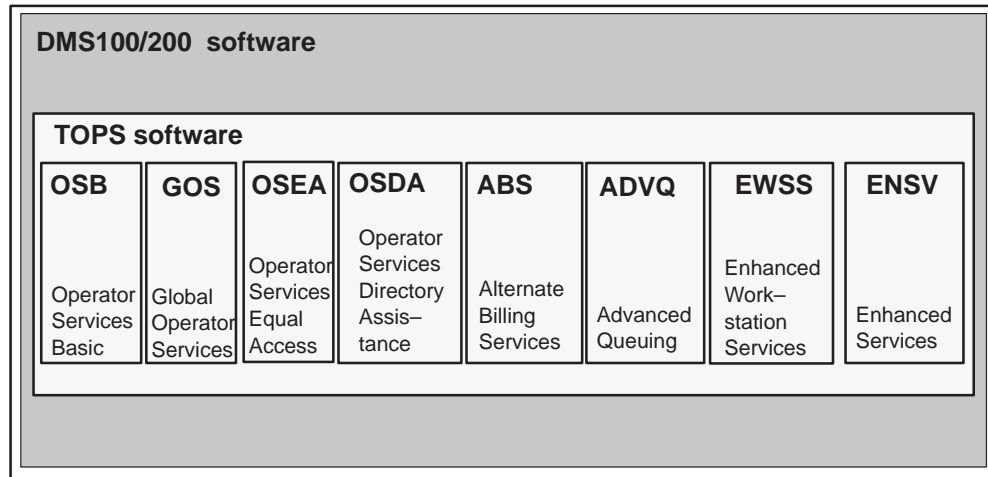 DMS100/200 software
TOPS software
OSB
Operator
Services
Basic
GOS
Global
Operator
Services
OSEA
Operator
Services
Equal
Access
OSDA
Operator
Services
Directory
Assis–
tance
ABS
Alternate
Billing
Services
ADVQ
Advanced
Queuing
EWSS
Enhanced
Work–
station
Services
ENSV
Enhanced
Services